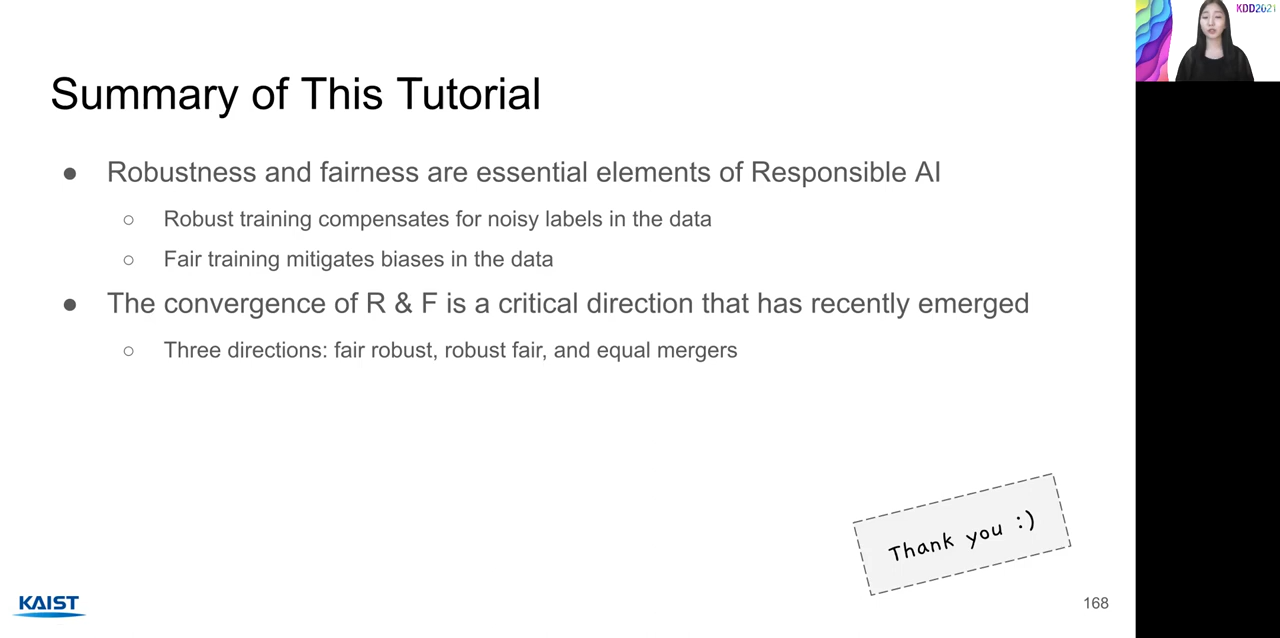 KDD2021
Summary of This Tutorial
● Robustness and fairness are essential elements of Responsible AI
○ Robust training compensates for noisy labels in the data
○ Fair training mitigates biases in the data
● The convergence of R & F is a critical direction that has recently emerged
○ Three directions: fair robust, robust fair, and equal mergers
Thank you :)
KAIST
168